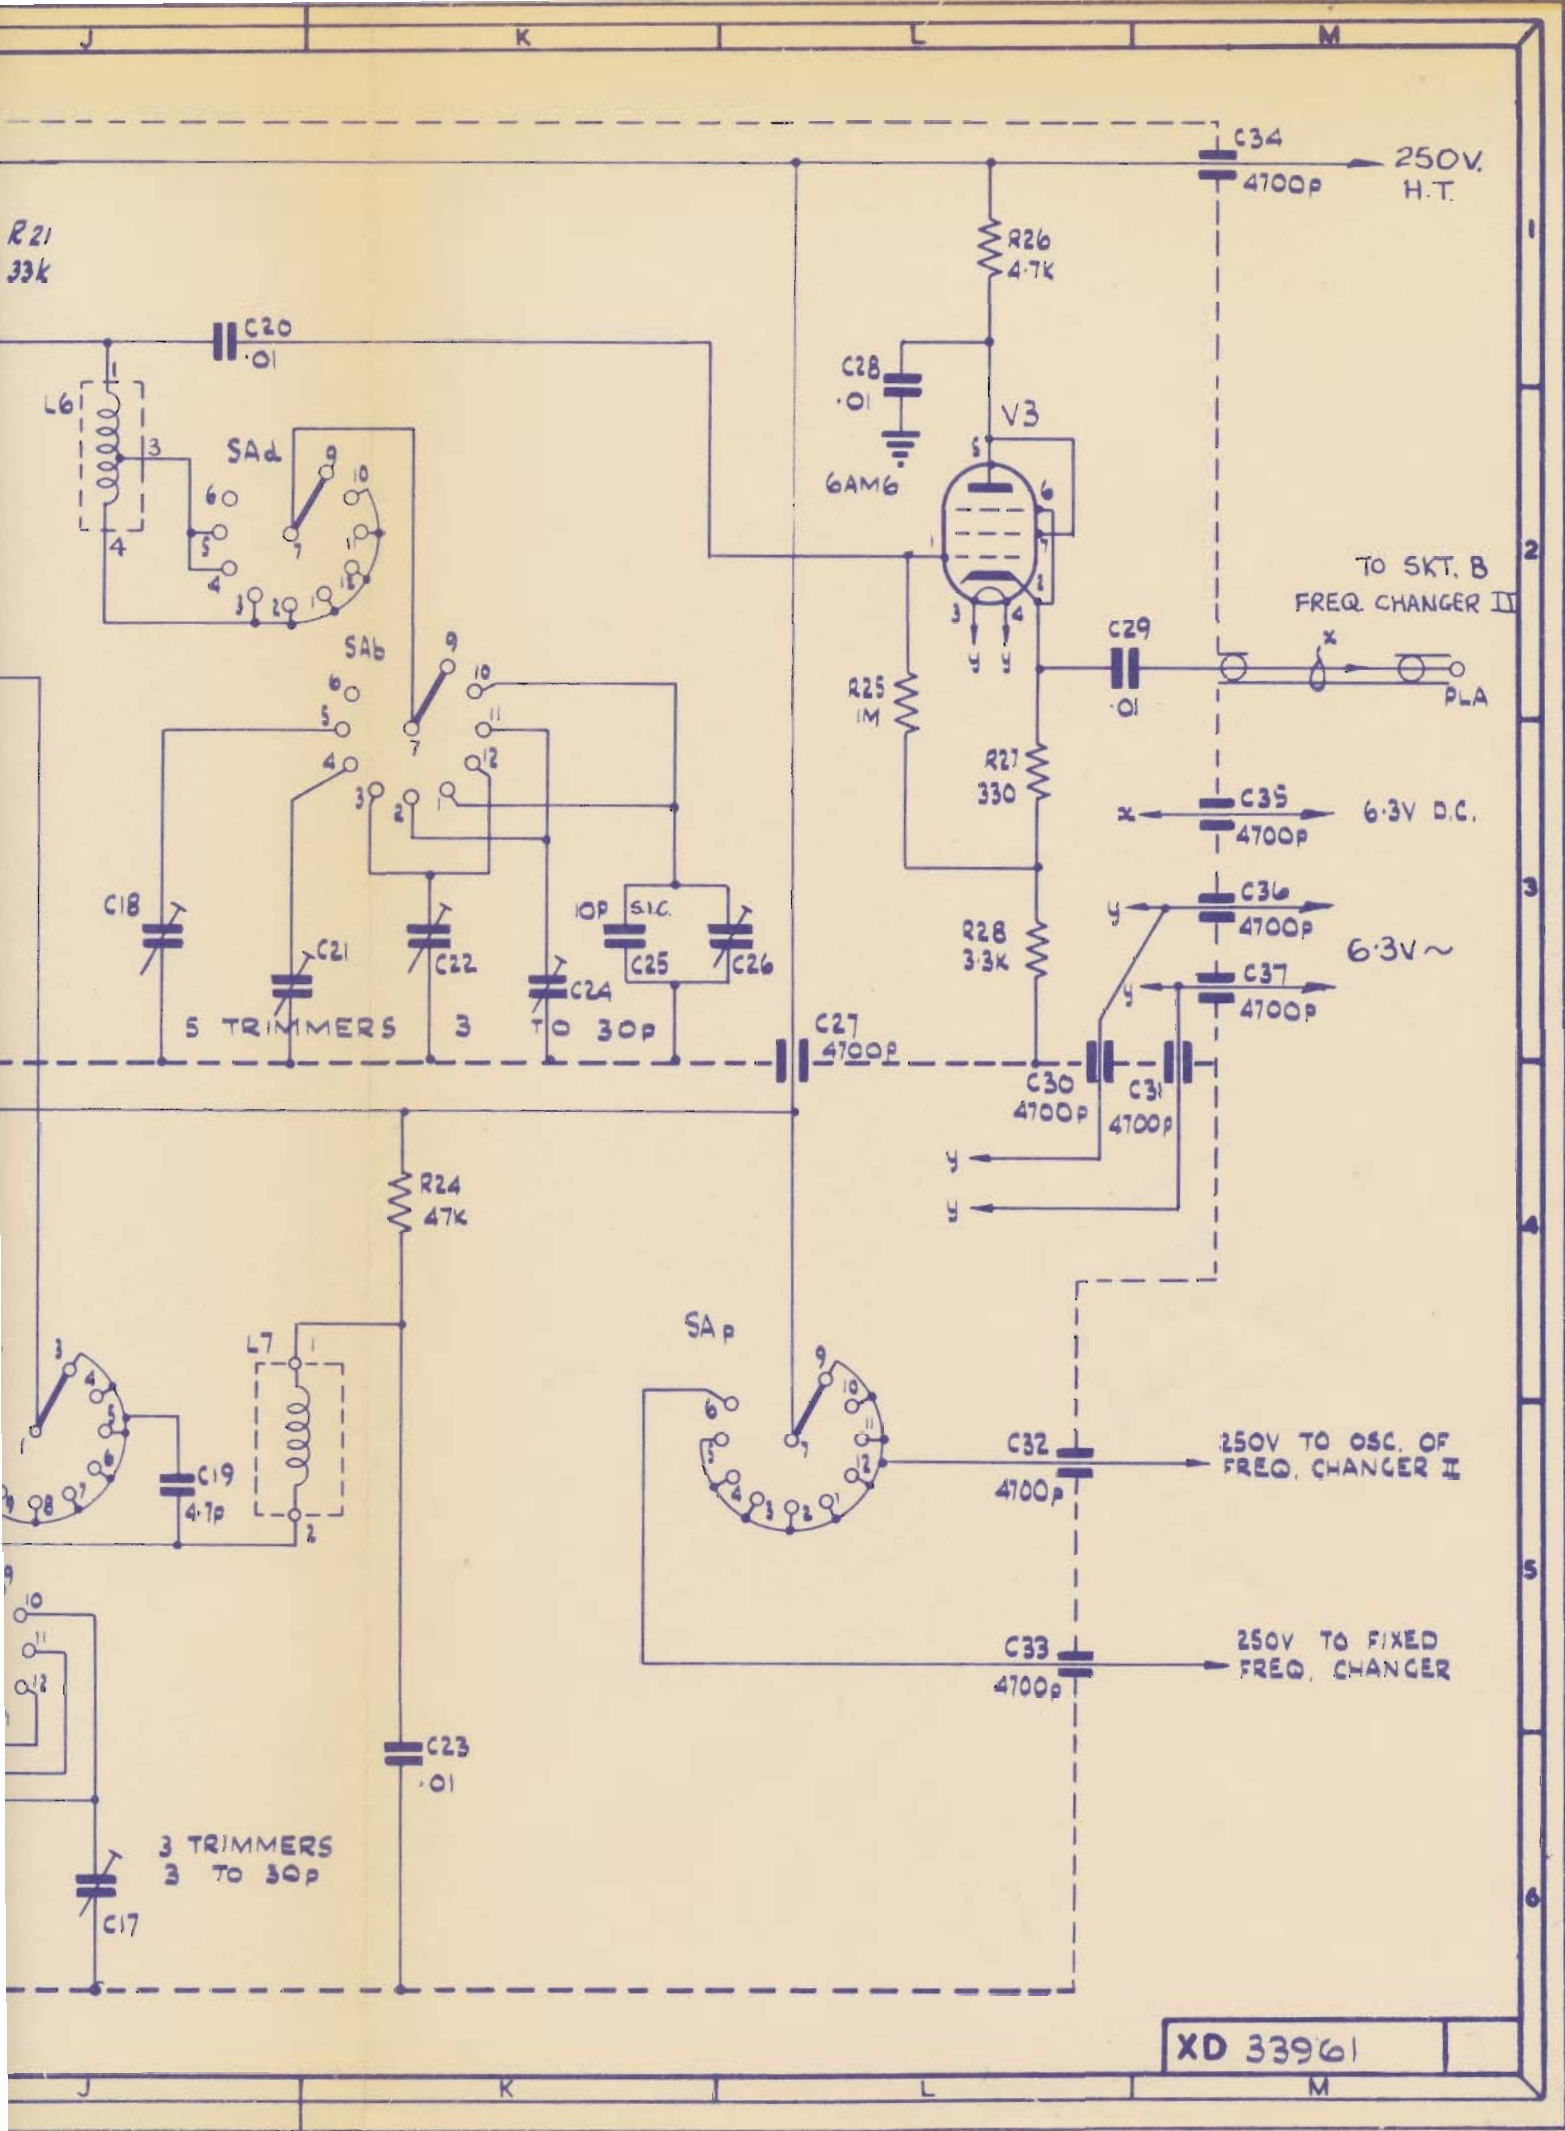 J K L M
C34
4700P
250V.
H.T.
1
R21
33K
R26
4.7K
C20
.01
C28
.01
V3
L6
1
3
4
SAd
9
10
11
12
1
2
3
4
5
6
7
6AM6
5
6
7
1
2
3
4
y y
2
TO SKT. B
FREQ. CHANGER II
x
PLA
C29
.01
SAb
9
10
11
12
1
2
3
4
5
6
7
R25
1M
R27
330
x
C35
4700P
6.3V D.C.
3
y
C36
4700P
6.3V~
y
C37
4700P
C18
C21
C22
C24
10P S.I.C.
C25
C26
R28
3.3K
5 TRIMMERS 3 TO 30P
C27
4700P
C30
4700P
C31
4700P
y
y
R24
47K
4
SAp
9
10
11
12
1
2
3
4
5
6
7
L7
1
2
3
4
5
6
7
8
9
1
C19
4.7P
C32
4700P
250V TO OSC. OF
FREQ. CHANGER II
5
9
10
11
12
C33
4700P
250V TO FIXED
FREQ. CHANGER
C23
.01
3 TRIMMERS
3 TO 30P
C17
6
XD 33961
J K L M